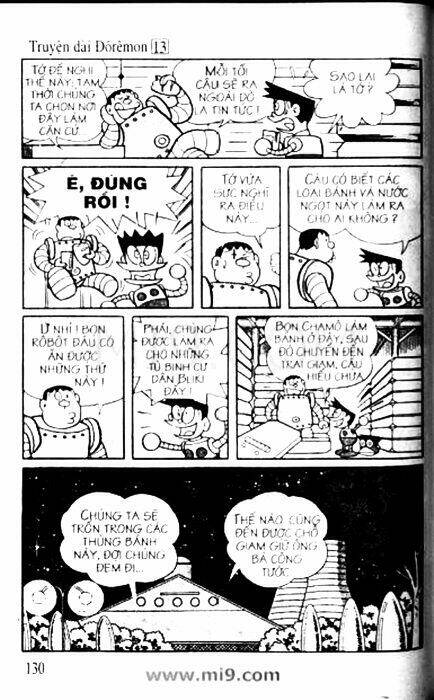 Truyện dài Đôrêmon 13
TỚ ĐỀ NGHỊ
THẾ NÀY: TẠM
THỜI CHÚNG
TA CHỌN NƠI
ĐÂY LÀM
CĂN CỨ...
MỖI TỐI
CẬU SẼ RA
NGOÀI DÒ
LA TIN TỨC !
SAO LẠI
LÀ TỚ ?
Ê, ĐÚNG
RỒI !
TỚ VỪA
SỰC NGHĨ
RA ĐIỀU
NÀY...
CẬU CÓ BIẾT CÁC
LOẠI BÁNH VÀ NƯỚC
NGỌT NÀY LÀM RA
CHO AI KHÔNG ?
Ừ NHỈ ! BỌN
RÔBỐT ĐÂU CÓ
ĂN ĐƯỢC
NHỮNG THỨ
NÀY !
PHẢI, CHÚNG
ĐƯỢC LÀM RA
CHO NHỮNG
TÙ BINH CƯ
DÂN BLIKI
ĐẤY !
BỌN CHAMÔ LÀM
BÁNH Ở ĐÂY, SAU
ĐÓ CHUYỂN ĐẾN
TRẠI GIAM, CẬU
HIỂU CHƯA
CHÚNG TA SẼ
TRỐN TRONG CÁC
THÙNG BÁNH
NÀY, ĐỢI CHÚNG
ĐEM ĐI...
THẾ NÀO, CŨNG
ĐẾN ĐƯỢC CHỖ
GIAM GIỮ ÔNG
BÀ CÔNG
TƯỚC
130
www.mi9.com